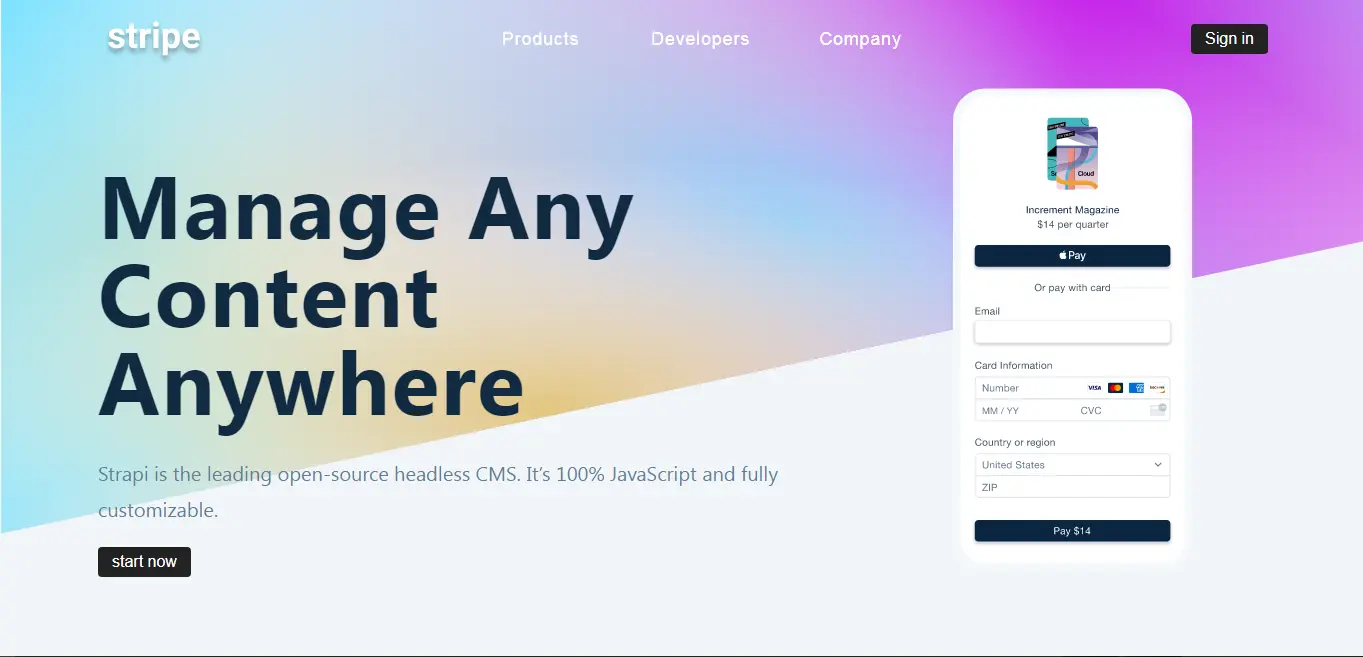 stripe
Products
Developers
Company
Sign in
Manage Any
Content
Anywhere
Strapi is the leading open-source headless CMS. It’s 100% JavaScript and fully
customizable.
start now
Cloud
Increment Magazine
$14 per quarter
Pay
Or pay with card
Email
Card Information
Number
VISA
MM / YY
CVC
Country or region
United States
ZIP
Pay $14